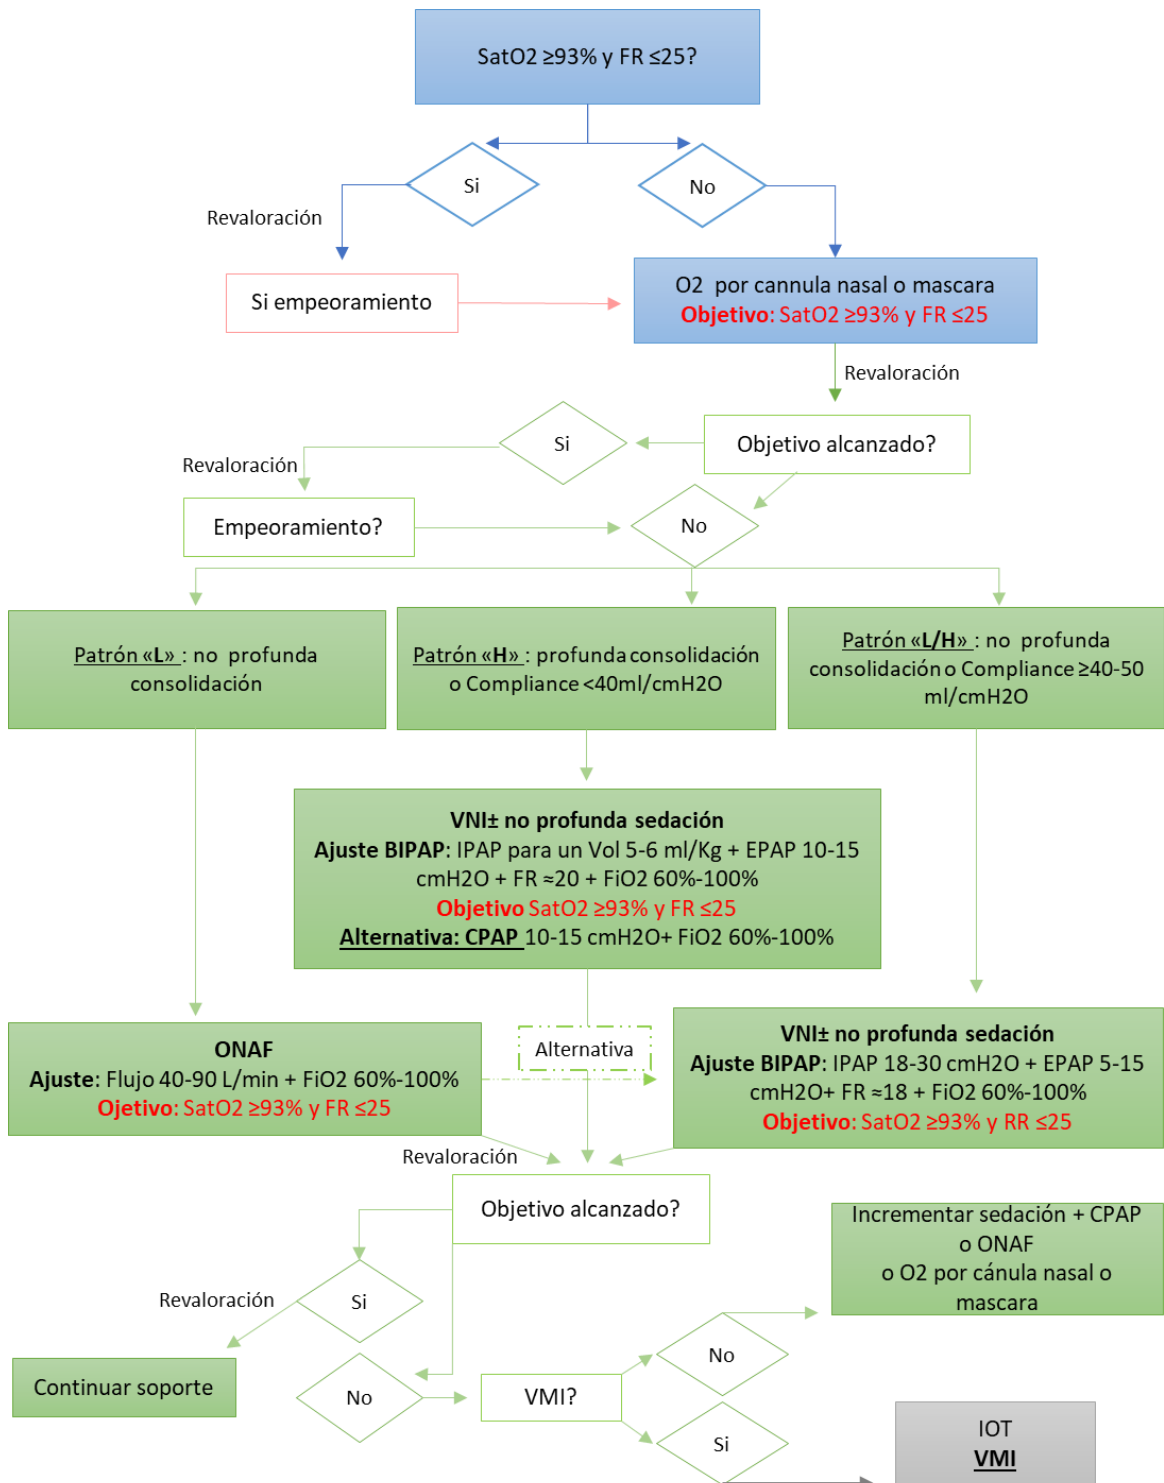 SatO2 ≥93% y FR ≤25?
Si
No
Revaloración
Si empeoramiento
O2 por cannula nasal o mascara
Objetivo: SatO2 ≥93% y FR ≤25
Revaloración
Si
Objetivo alcanzado?
Revaloración
Empeoramiento?
No
Patrón «L» : no profunda
consolidación
Patrón «H» : profunda consolidación
o Compliance <40ml/cmH2O
Patrón «L/H» : no profunda
consolidación o Compliance ≥40-50
ml/cmH2O
VNI± no profunda sedación
Ajuste BIPAP: IPAP para un Vol 5-6 ml/Kg + EPAP 10-15
cmH2O + FR ≈20 + FiO2 60%-100%
Objetivo SatO2 ≥93% y FR ≤25
Alternativa: CPAP 10-15 cmH2O+ FiO2 60%-100%
ONAF
Ajuste: Flujo 40-90 L/min + FiO2 60%-100%
Ojetivo: SatO2 ≥93% y FR ≤25
Alternativa
VNI± no profunda sedación
Ajuste BIPAP: IPAP 18-30 cmH2O + EPAP 5-15
cmH2O+ FR ≈18 + FiO2 60%-100%
Objetivo: SatO2 ≥93% y RR ≤25
Revaloración
Objetivo alcanzado?
Incrementar sedación + CPAP
o ONAF
o O2 por cánula nasal o
mascara
Revaloración
Si
Continuar soporte
No
VMI?
No
Si
IOT
VMI